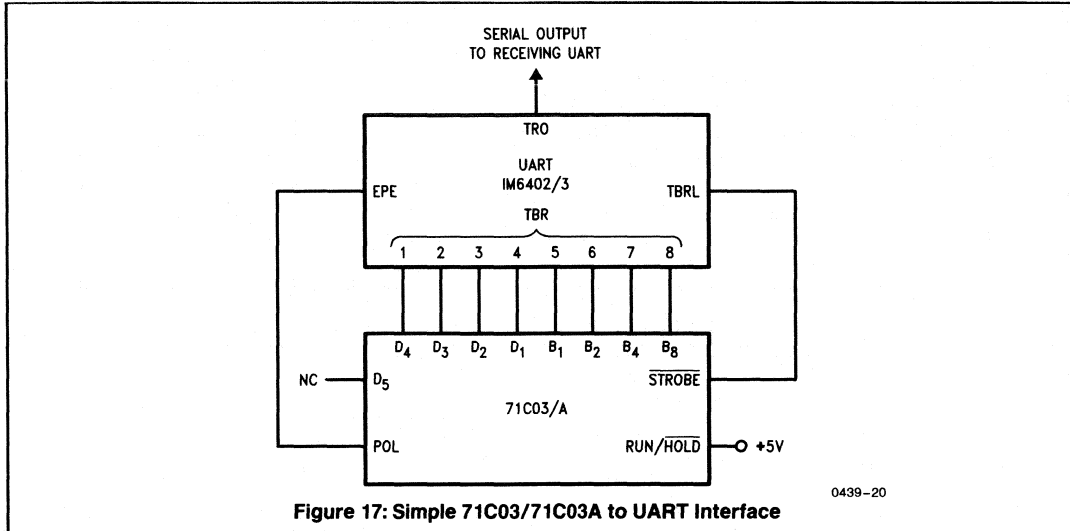 SERIAL OUTPUT
TO RECEIVING UART
TRO
UART
IM6402/3
EPE
TBRL
TBR
1 2 3 4 5 6 7 8
D4 D3 D2 D1 B1 B2 B4 B8
NC
D5
STROBE
71C03/A
POL
RUN/HOLD
+5V
0439-20
Figure 17: Simple 71C03/71C03A to UART Interface